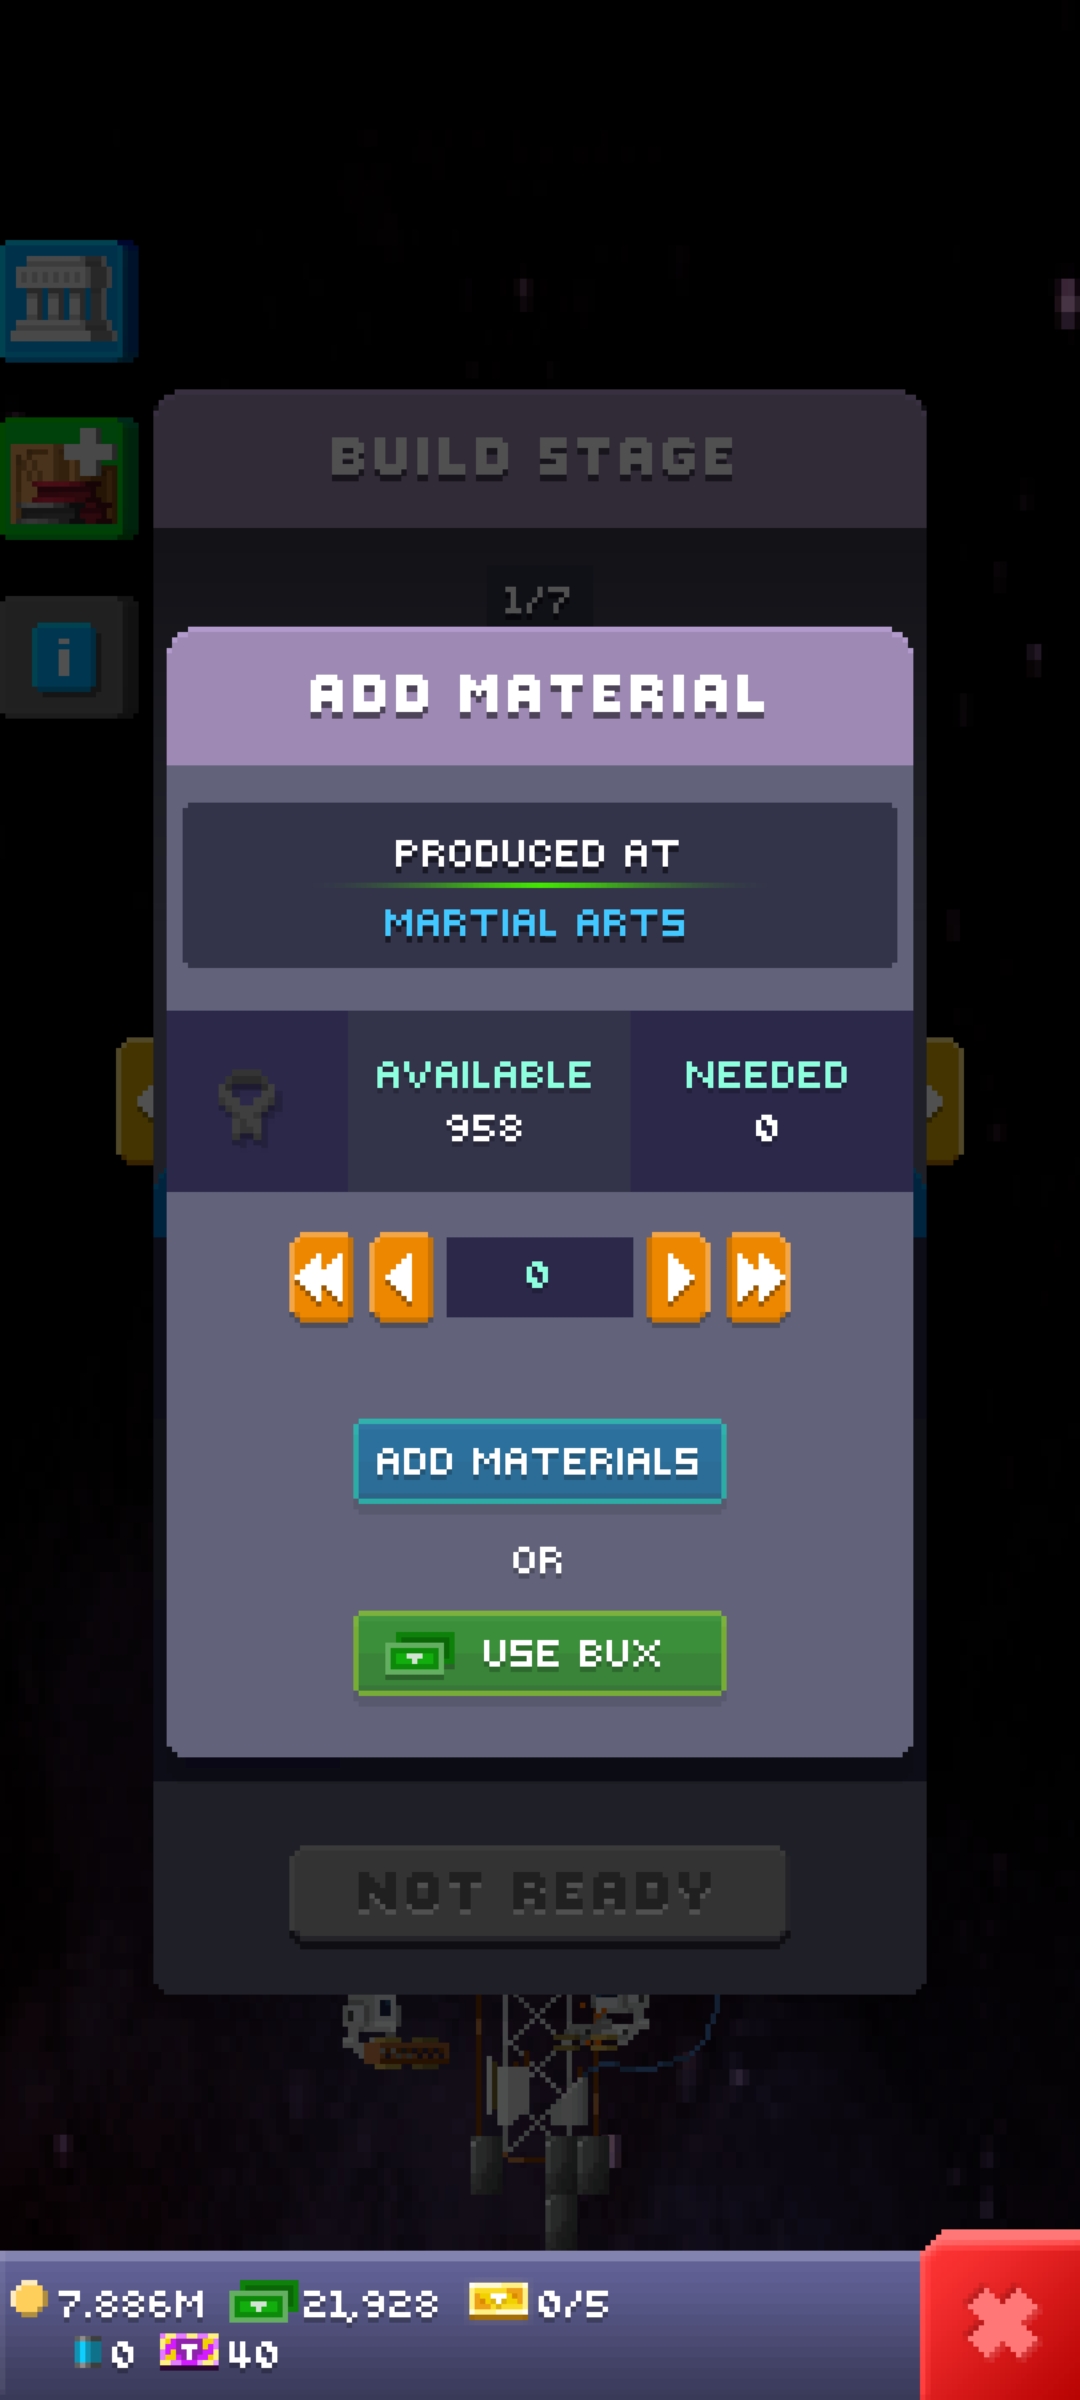 BUILD STAGE
1/7
ADD MATERIAL
PRODUCED AT
MARTIAL ARTS
AVAILABLE
958
NEEDED
0
0
ADD MATERIALS
OR
USE BUX
NOT READY
7.886M 21,928 0/5
0 40